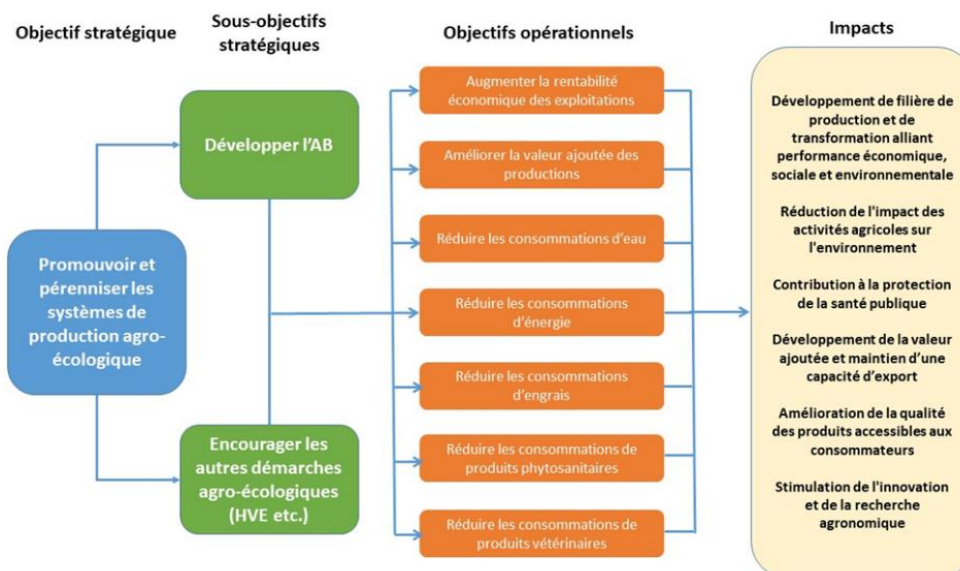 Objectif stratégique
Sous-objectifs
stratégiques
Objectifs opérationnels
Impacts
Promouvoir et
pérenniser les
systèmes de
production agro-
écologique
Développer l'AB
Encourager les
autres démarches
agro-écologiques
(HVE etc.)
Augmenter la rentabilité
économique des exploitations
Améliorer la valeur ajoutée des
productions
Réduire les consommations d'eau
Réduire les consommations
d'énergie
Réduire les consommations
d'engrais
Réduire les consommations de
produits phytosanitaires
Réduire les consommations de
produits vétérinaires
Développement de filière de
production et de
transformation alliant
performance économique,
sociale et environnementale
Réduction de l'impact des
activités agricoles sur
l'environnement
Contribution à la protection
de la santé publique
Développement de la valeur
ajoutée et maintien d'une
capacité d'export
Amélioration de la qualité
des produits accessibles aux
consommateurs
Stimulation de l'innovation
et de la recherche
agronomique